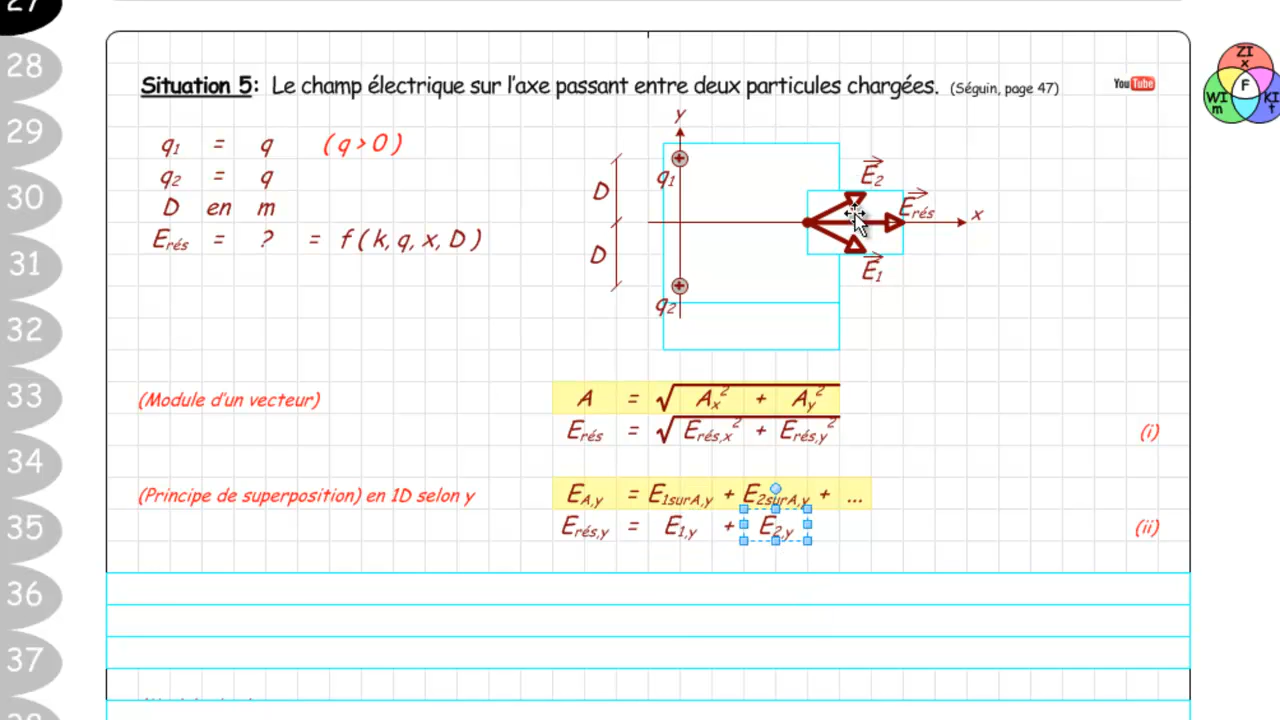 27
28
29
30
31
32
33
34
35
36
37
Situation 5: Le champ électrique sur l'axe passant entre deux particules chargées. (Séguin, page 47)
YouTube
ZI
x
WI
m
F
KI
t
q1 = q (q > 0)
q2 = q
D en m
Erés = ? = f(k, q, x, D)
y
q1
D
D
q2
E2
Erés
x
E1
(Module d'un vecteur) A = √Ax² + Ay²
Erés = √Erés,x² + Erés,y² (i)
(Principe de superposition) en 1D selon y EA,y = E1surA,y + E2surA,y + ...
Erés,y = E1,y + E2,y (ii)